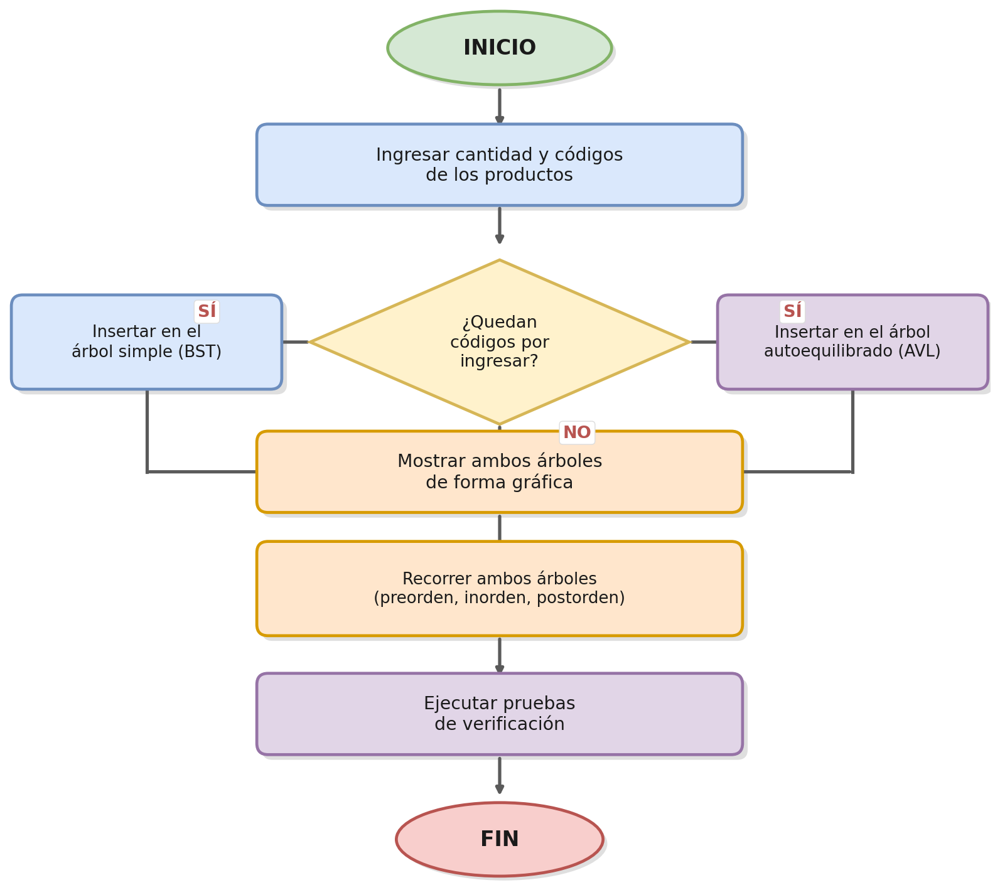 INICIO
Ingresar cantidad y códigos
de los productos
¿Quedan
códigos por
ingresar?
SÍ
Insertar en el
árbol simple (BST)
SÍ
Insertar en el árbol
autoequilibrado (AVL)
NO
Mostrar ambos árboles
de forma gráfica
Recorrer ambos árboles
(preorden, inorden, postorden)
Ejecutar pruebas
de verificación
FIN